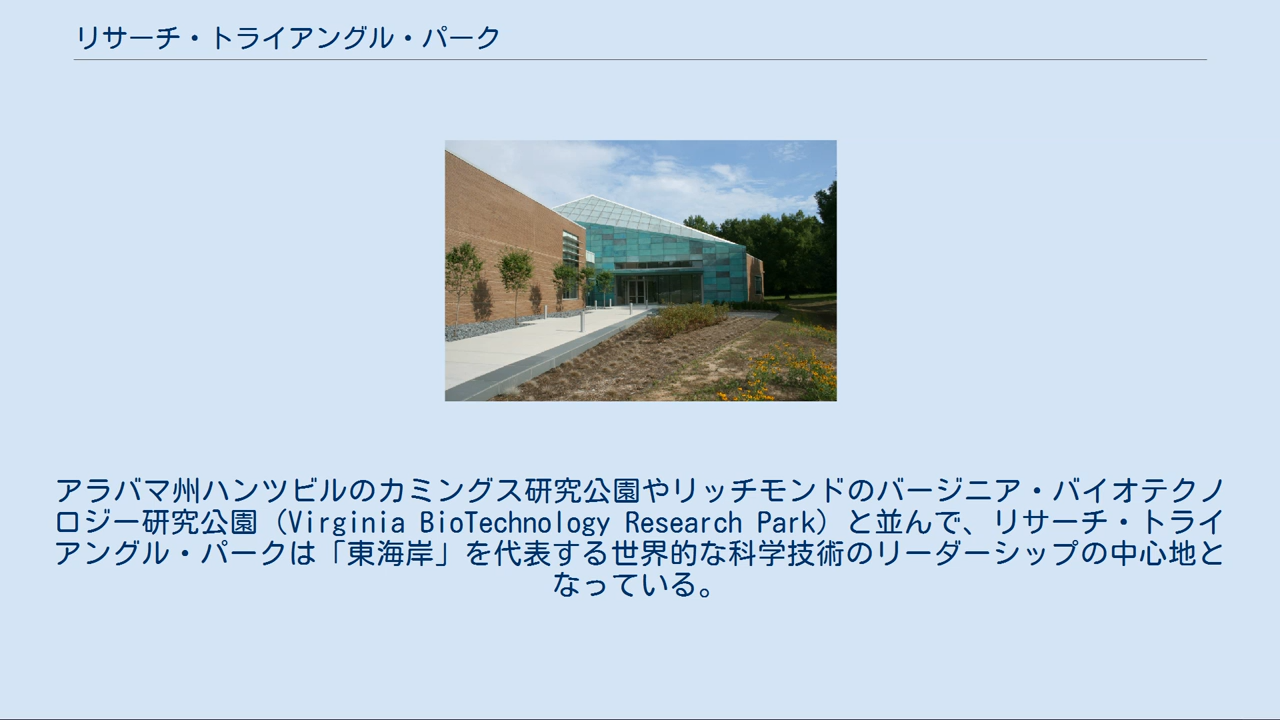 リサーチ・トライアングル・パーク
アラバマ州ハンツビルのカミングス研究公園やリッチモンドのバージニア・バイオテクノ
ロジー研究公園（Virginia BioTechnology Research Park）と並んで、リサーチ・トライ
アングル・パークは「東海岸」を代表する世界的な科学技術のリーダーシップの中心地と
なっている。